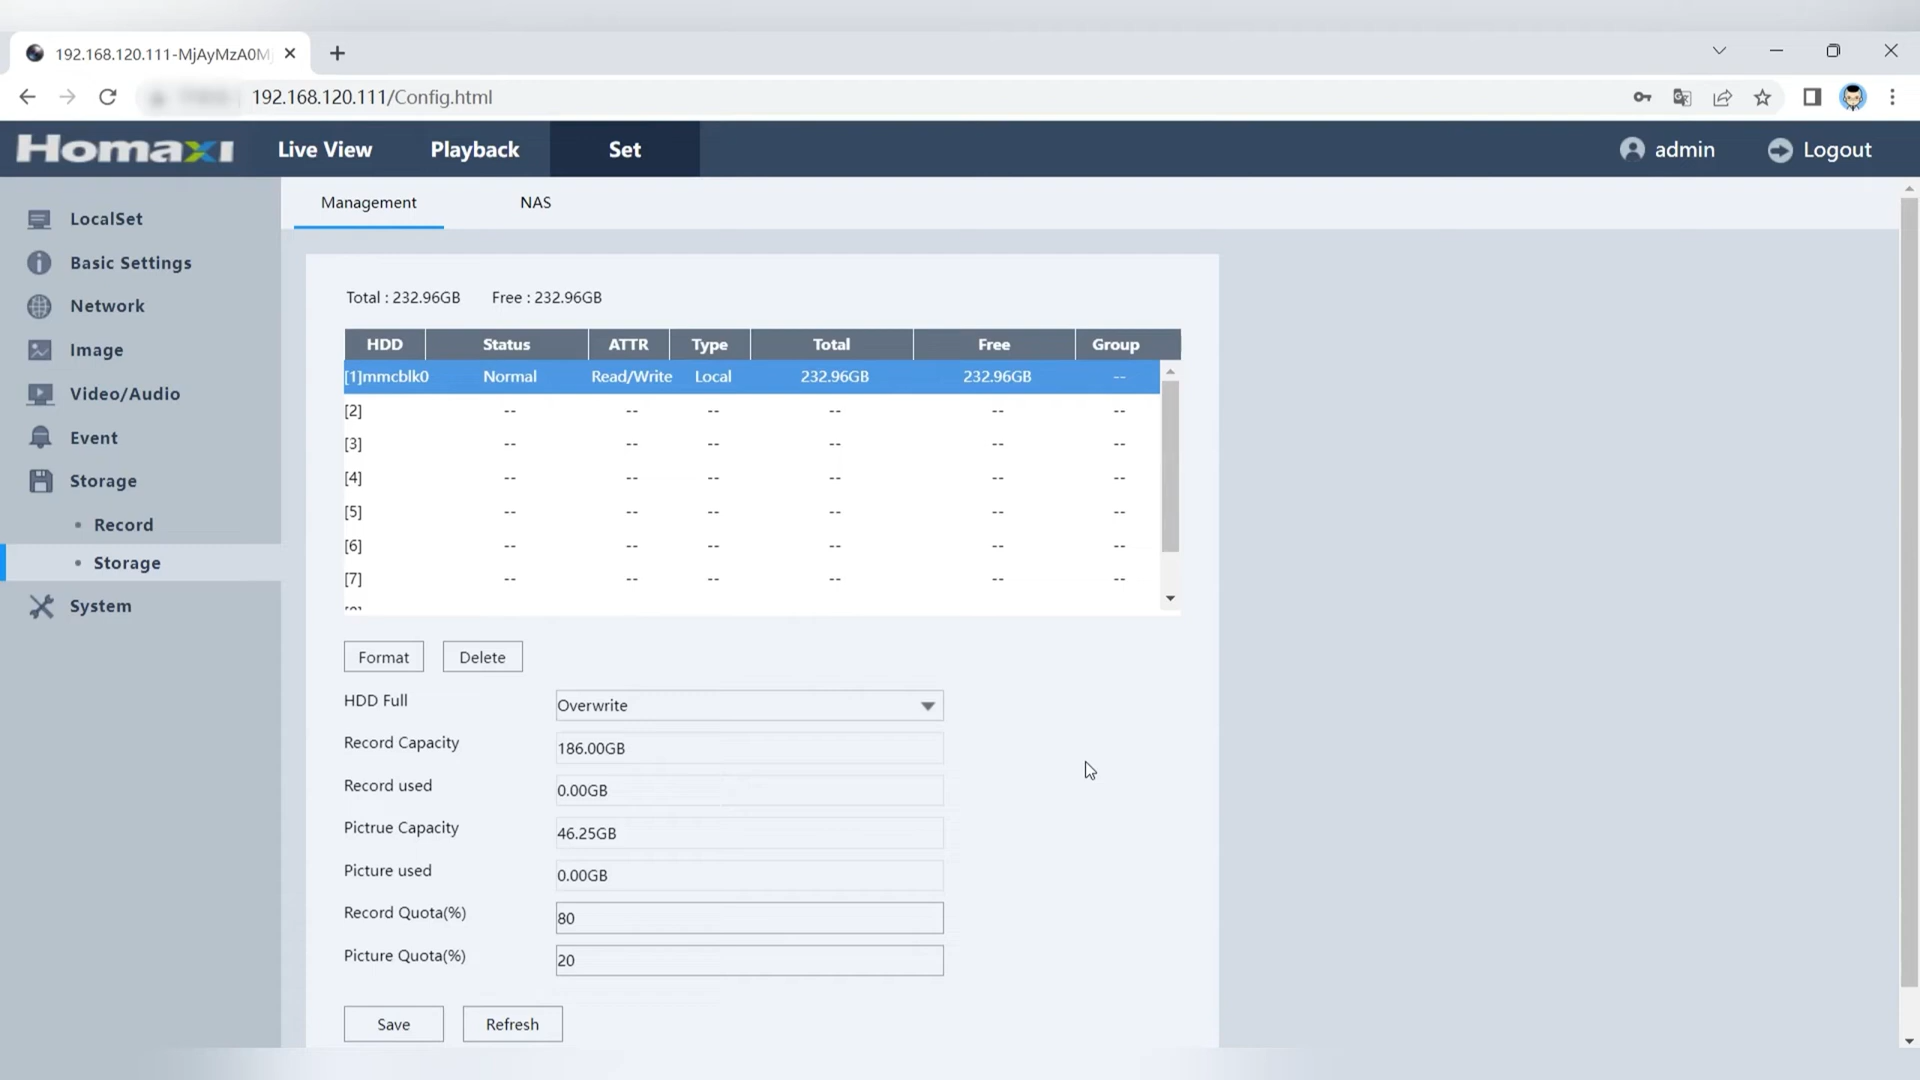 192.168.120.111-MjAyMzA0M
192.168.120.111/Config.html
Homaxi
Live View
Playback
Set
admin
Logout
LocalSet
Basic Settings
Network
Image
Video/Audio
Event
Storage
Record
Storage
System
Management
NAS
Total : 232.96GB Free : 232.96GB
HDD Status ATTR Type Total Free Group
[1]mmcblk0 Normal Read/Write Local 232.96GB 232.96GB --
[2] -- -- -- -- -- --
[3] -- -- -- -- -- --
[4] -- -- -- -- -- --
[5] -- -- -- -- -- --
[6] -- -- -- -- -- --
[7] -- -- -- -- -- --
Format Delete
HDD Full Overwrite
Record Capacity 186.00GB
Record used 0.00GB
Pictrue Capacity 46.25GB
Picture used 0.00GB
Record Quota(%) 80
Picture Quota(%) 20
Save Refresh